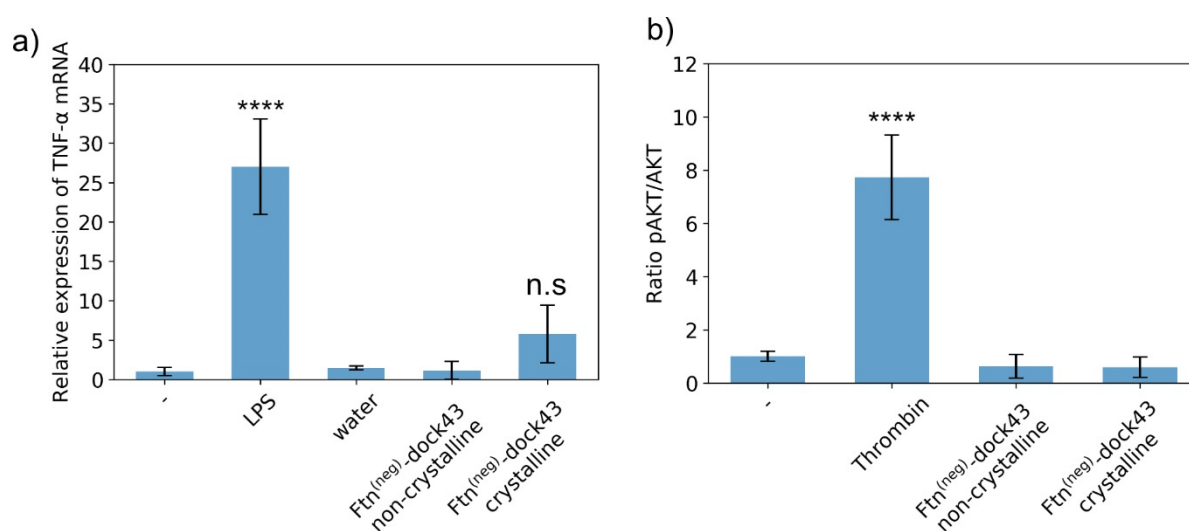 a)
Relative expression of TNF-α mRNA
40
35
30
25
20
15
10
5
0
****
n.s
-
LPS
water
Ftn(neg)-dock43
non-crystalline
Ftn(neg)-dock43
crystalline
b)
Ratio pAKT/AKT
12
10
8
6
4
2
0
****
-
Thrombin
Ftn(neg)-dock43
non-crystalline
Ftn(neg)-dock43
crystalline